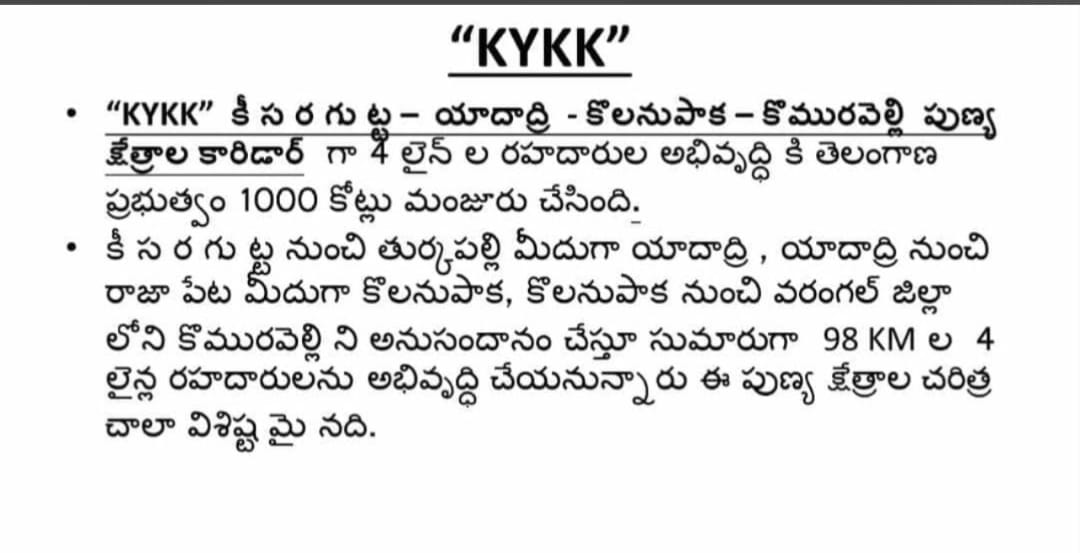 “KYKK”
• “KYKK” కీ స ర గు ట్ట – యాదాద్రి - కొలనుపాక – కొమురవెల్లి పుణ్య
క్షేత్రాల కారిడార్ గా 4 లైన్ ల రహదారుల అభివృద్ధి కి తెలంగాణ
ప్రభుత్వం 1000 కోట్లు మంజూరు చేసింది.
• కీ స ర గు ట్ట నుంచి తుర్కపల్లి మీదుగా యాదాద్రి , యాదాద్రి నుంచి
రాజా పేట మీదుగా కొలనుపాక, కొలనుపాక నుంచి వరంగల్ జిల్లా
లోని కొమురవెల్లి ని అనుసందానం చేస్తూ సుమారుగా 98 KM ల 4
లైన్ల రహదారులను అభివృద్ధి చేయనున్నారు ఈ పుణ్య క్షేత్రాల చరిత్ర
చాలా విశిష్ట మై నది.